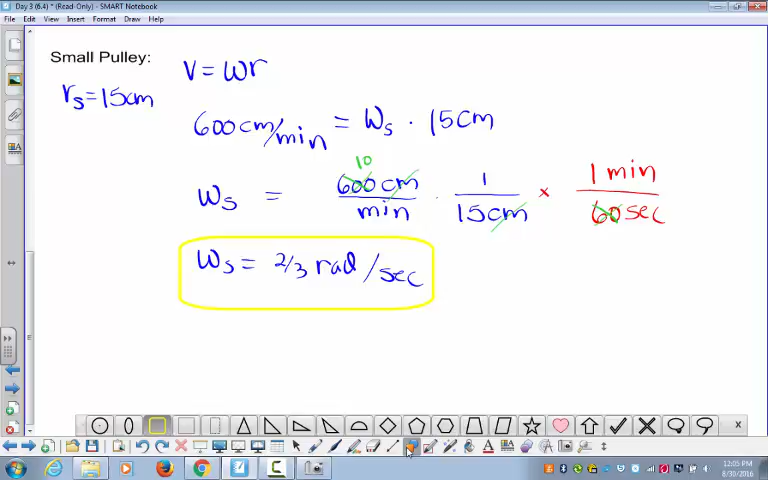 Day 3 (6.4) * (Read-Only) - SMART Notebook
File Edit View Insert Format Draw Help
Small Pulley:
r_s = 15cm
V = ωr
600cm/min = ω_s · 15cm
ω_s = 600cm/min · 1/15cm × 1min/60sec
10
ω_s = 2/3 rad/sec
12:05 PM
8/30/2016